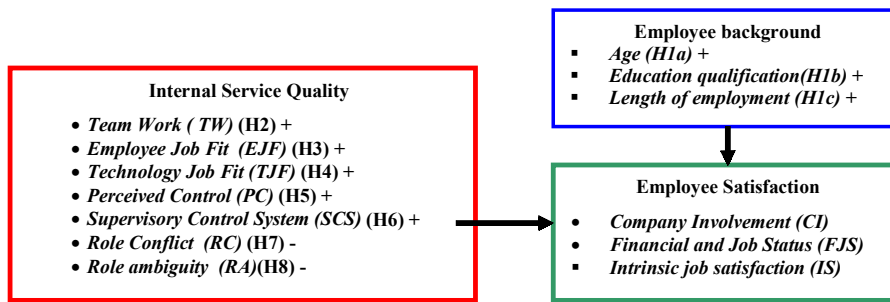 Internal Service Quality
• Team Work ( TW) (H2) +
• Employee Job Fit (EJF) (H3) +
• Technology Job Fit (TJF) (H4) +
• Perceived Control (PC) (H5) +
• Supervisory Control System (SCS) (H6) +
• Role Conflict (RC) (H7) -
• Role ambiguity (RA)(H8) -
Employee background
▪ Age (H1a) +
▪ Education qualification(H1b) +
▪ Length of employment (H1c) +
Employee Satisfaction
• Company Involvement (CI)
• Financial and Job Status (FJS)
▪ Intrinsic job satisfaction (IS)